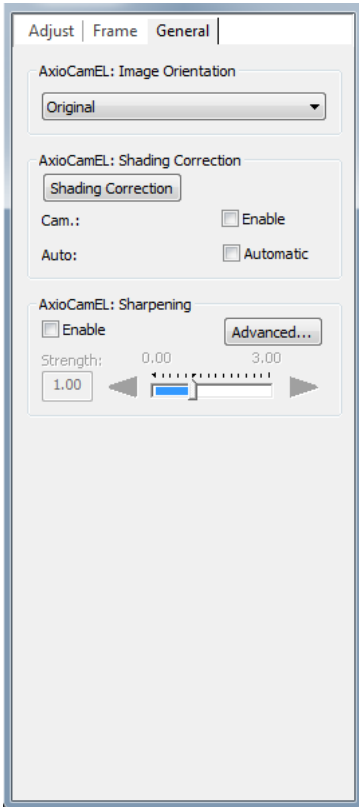 Adjust | Frame General
AxioCamEL: Image Orientation
Original
AxioCamEL: Shading Correction
Shading Correction
Cam.: Enable
Auto: Automatic
AxioCamEL: Sharpening
Enable Advanced...
Strength: 0.00 3.00
1.00